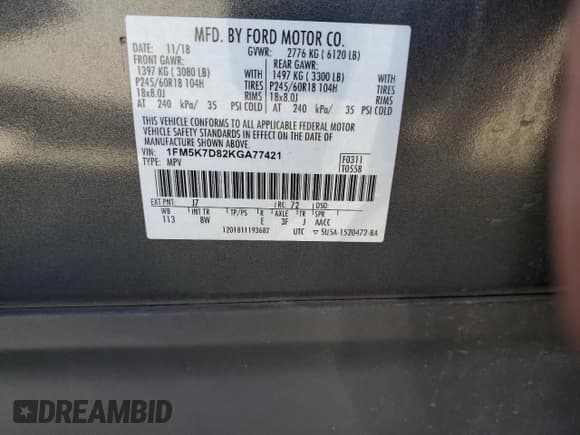 MFD. BY FORD MOTOR CO.
DATE: 11/18 GVWR: 2776 KG ( 6120 LB)
FRONT GAWR: REAR GAWR:
1397 KG ( 3080 LB) WITH 1497 KG ( 3300 LB) WITH
P245/60R18 104H TIRES P245/60R18 104H TIRES
18x8.0J RIMS 18x8.0J RIMS
AT 240 kPa/ 35 PSI COLD AT 240 kPa/ 35 PSI COLD
THIS VEHICLE CONFORMS TO ALL APPLICABLE FEDERAL MOTOR
VEHICLE SAFETY STANDARDS IN EFFECT ON THE DATE OF
MANUFACTURE SHOWN ABOVE.
VIN: 1FM5K7D82KGA77421 F0311
TYPE: MPV T0558
EXT PNT: J7 RC: 72 DSO:
WB INT TR TP/PS R AXLE TR SPR
113 8W E 3F J AACC
1201811193682 UTC ▽ 5U5A-1520472-BA
DREAMBID